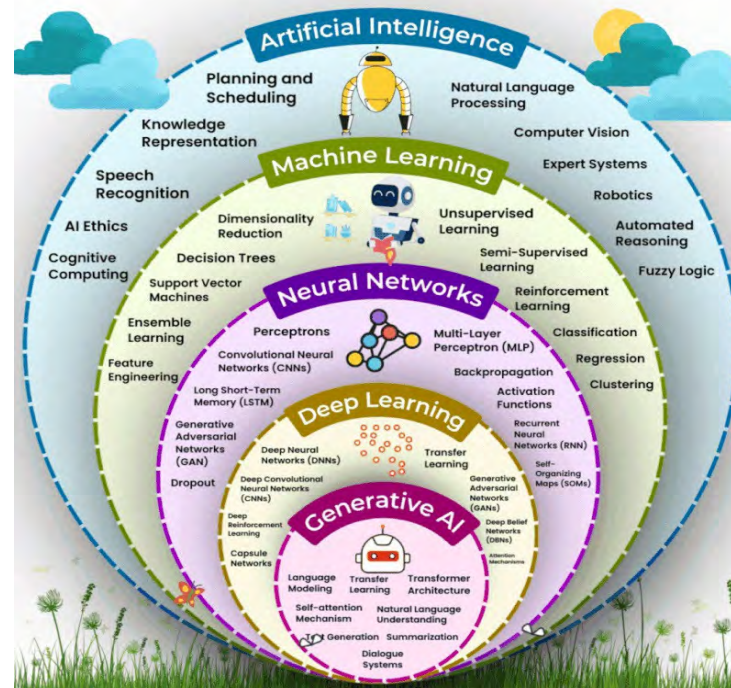 Artificial Intelligence
Planning and
Scheduling
Natural Language
Processing
Knowledge
Representation
Computer Vision
Speech
Recognition
Expert Systems
Robotics
AI Ethics
Automated
Reasoning
Cognitive
Computing
Fuzzy Logic
Machine Learning
Dimensionality
Reduction
Unsupervised
Learning
Decision Trees
Semi-Supervised
Learning
Support Vector
Machines
Reinforcement
Learning
Ensemble
Learning
Classification
Feature
Engineering
Regression
Clustering
Neural Networks
Perceptrons
Multi-Layer
Perceptron (MLP)
Convolutional Neural
Networks (CNNs)
Backpropagation
Long Short-Term
Memory (LSTM)
Activation
Functions
Generative
Adversarial
Networks
(GAN)
Recurrent
Neural
Networks (RNN)
Dropout
Self-
Organizing
Maps (SOMs)
Deep Learning
Deep Neural
Networks (DNNs)
Transfer
Learning
Deep Convolutional
Neural Networks
(CNNs)
Generative
Adversarial
Networks
(GANs)
Deep
Reinforcement
Learning
Deep Belief
Networks
(DBNs)
Capsule
Networks
Attention
Mechanisms
Generative AI
Language
Modeling
Transfer
Learning
Transformer
Architecture
Self-attention
Mechanism
Natural Language
Understanding
Text Generation
Summarization
Dialogue
Systems